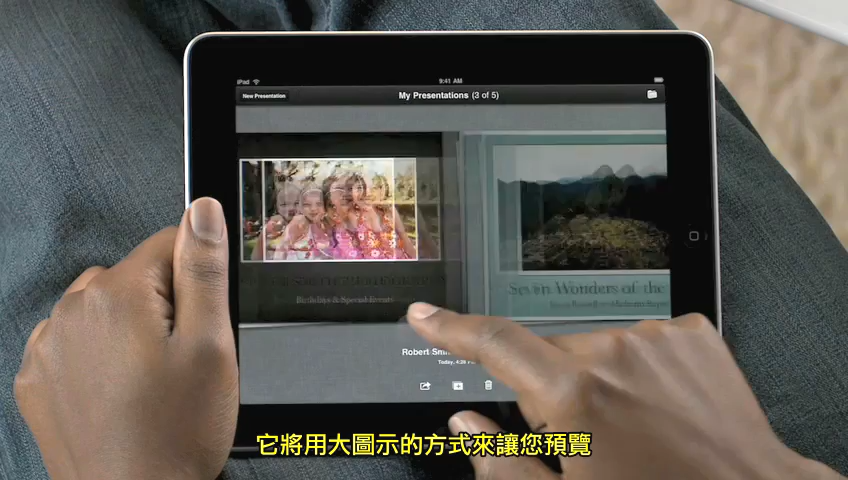 iPad
9:41 AM
New Presentation
My Presentations (3 of 5)
Seven Wonders of the
Birthdays & Special Events
Robert
Today, 4:26
它將用大圖示的方式來讓您預覽